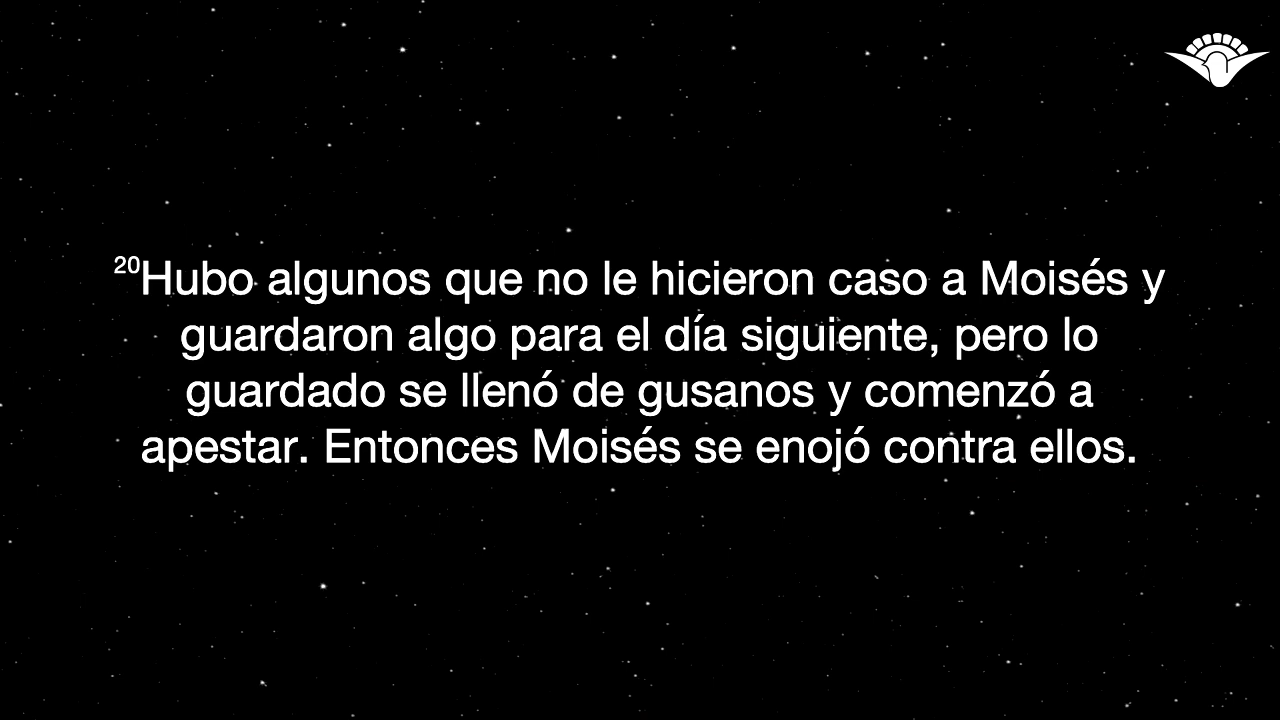 20Hubo algunos que no le hicieron caso a Moisés y
guardaron algo para el día siguiente, pero lo
guardado se llenó de gusanos y comenzó a
apestar. Entonces Moisés se enojó contra ellos.